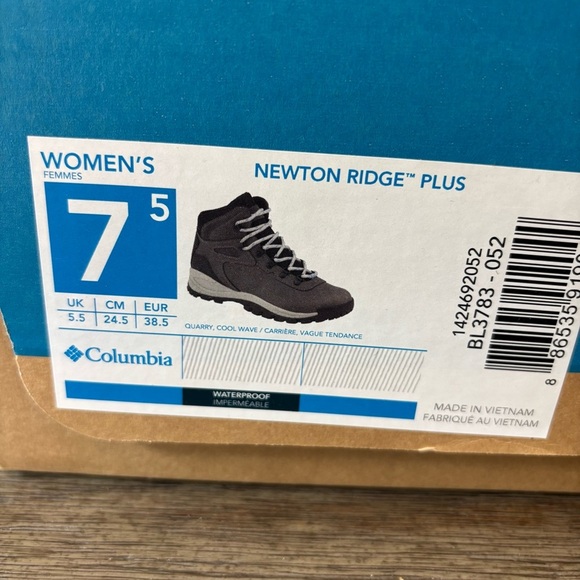 WOMEN'S
FEMMES
NEWTON RIDGE™ PLUS
7 5
UK CM EUR
5.5 24.5 38.5
QUARRY, COOL WAVE / CARRIÈRE, VAGUE TENDANCE
Columbia
WATERPROOF
IMPERMÉABLE
1424692052
BL3783 - 052
MADE IN VIETNAM
FABRIQUÉ AU VIETNAM